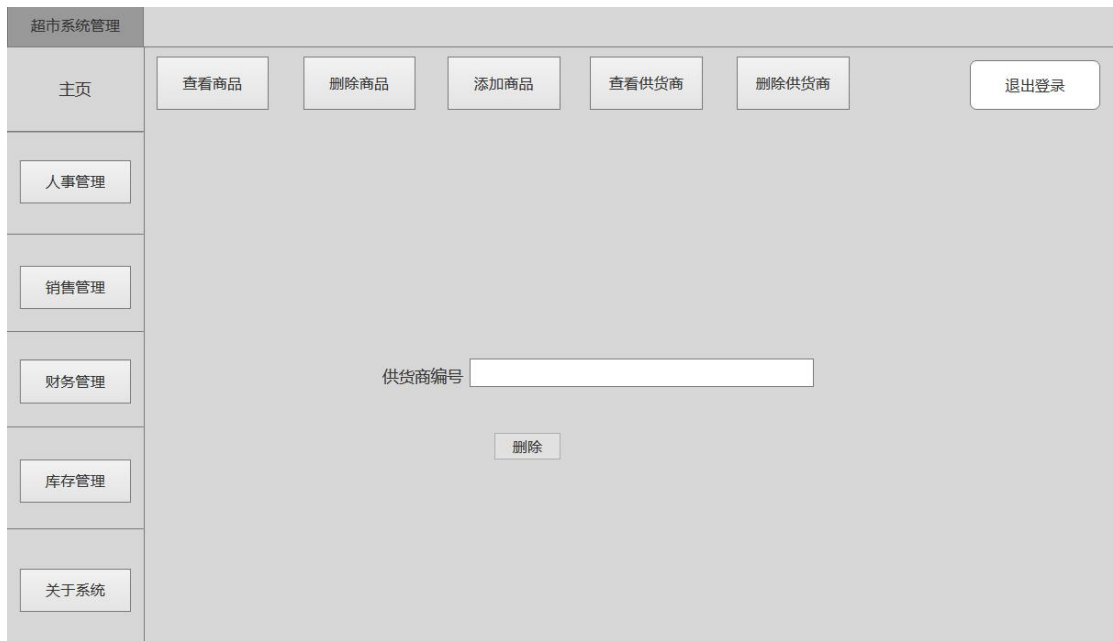 超市系统管理
主页
查看商品
删除商品
添加商品
查看供货商
删除供货商
退出登录
人事管理
销售管理
财务管理
库存管理
关于系统
供货商编号
删除